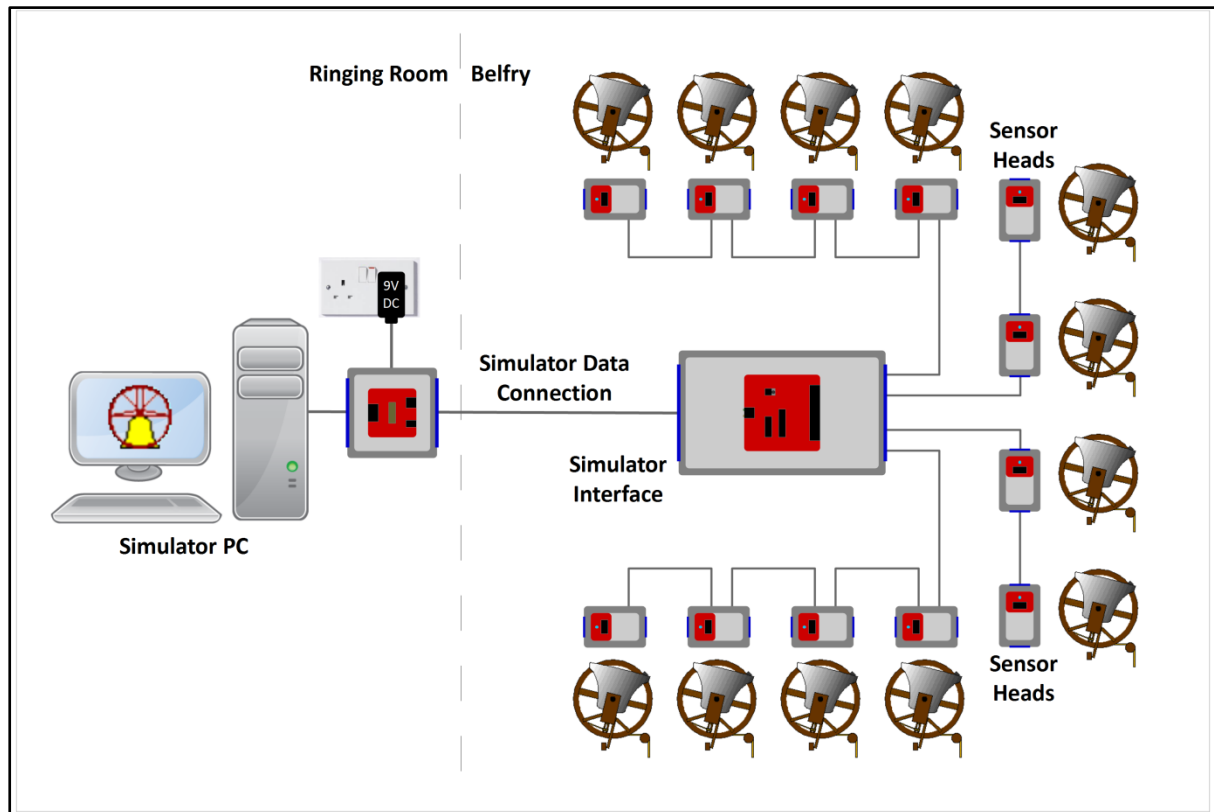 Ringing Room
Belfry
Sensor
Heads
9V
DC
Simulator Data
Connection
Simulator
Interface
Simulator PC
Sensor
Heads